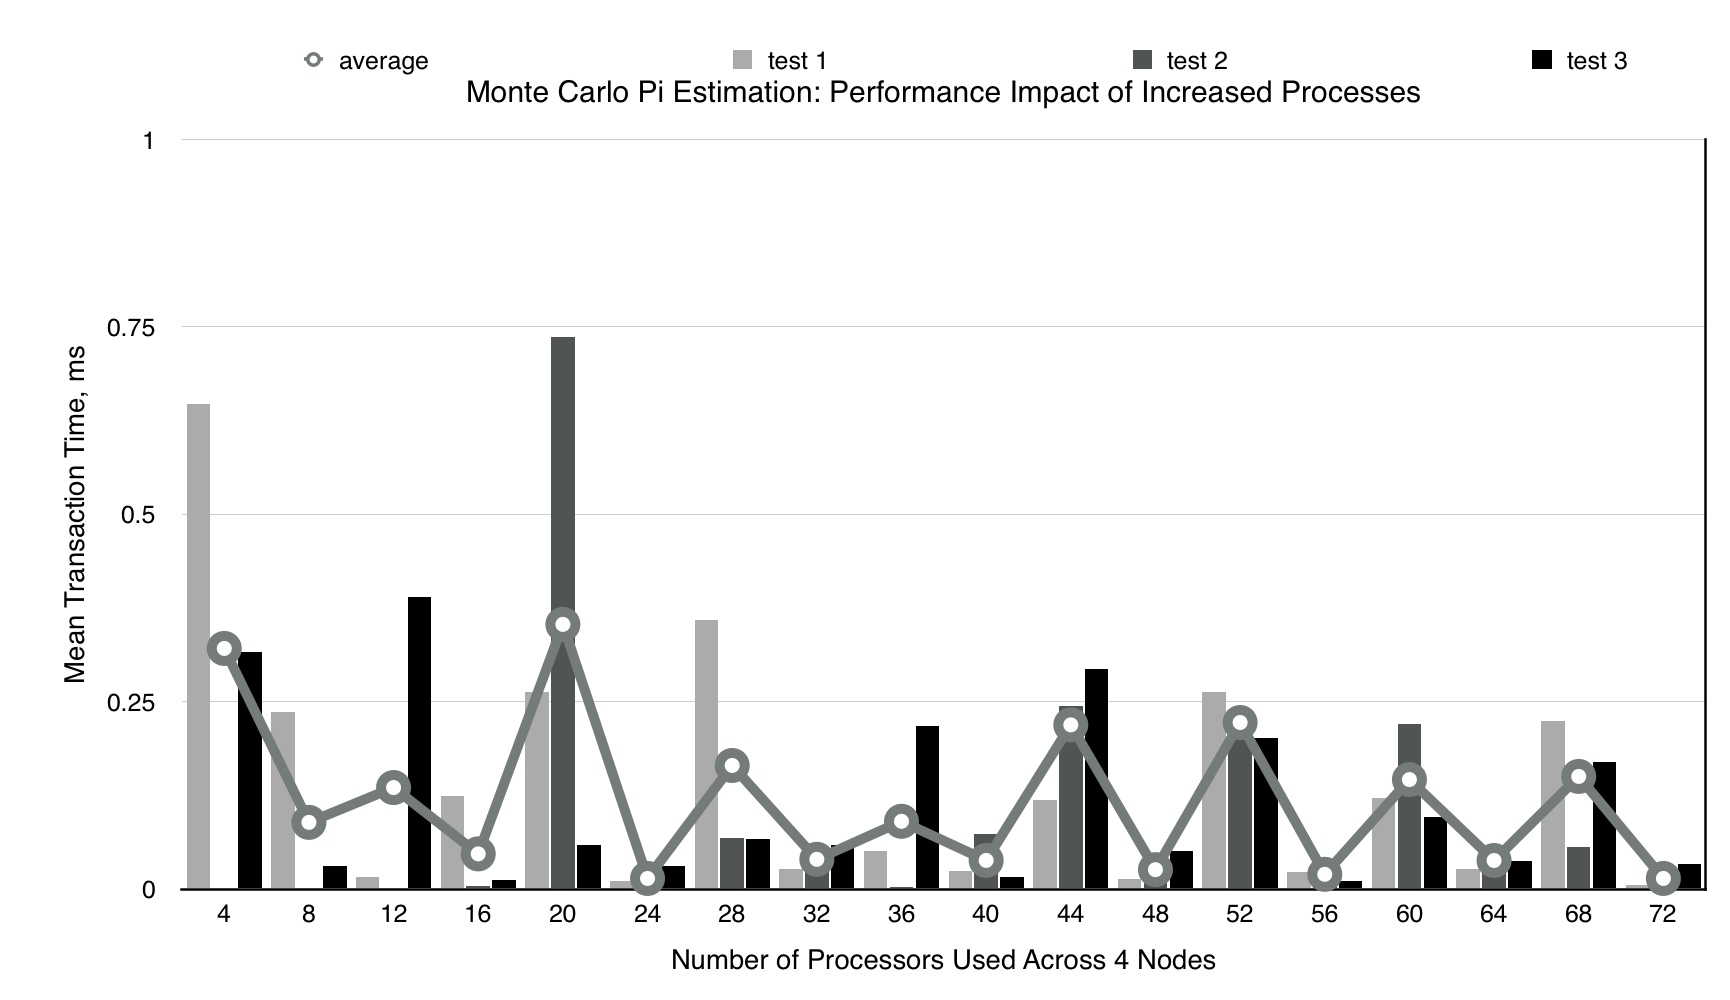 average test 1 test 2 test 3
Monte Carlo Pi Estimation: Performance Impact of Increased Processes
1
0.75
0.5
0.25
0
Mean Transaction Time, ms
4 8 12 16 20 24 28 32 36 40 44 48 52 56 60 64 68 72
Number of Processors Used Across 4 Nodes